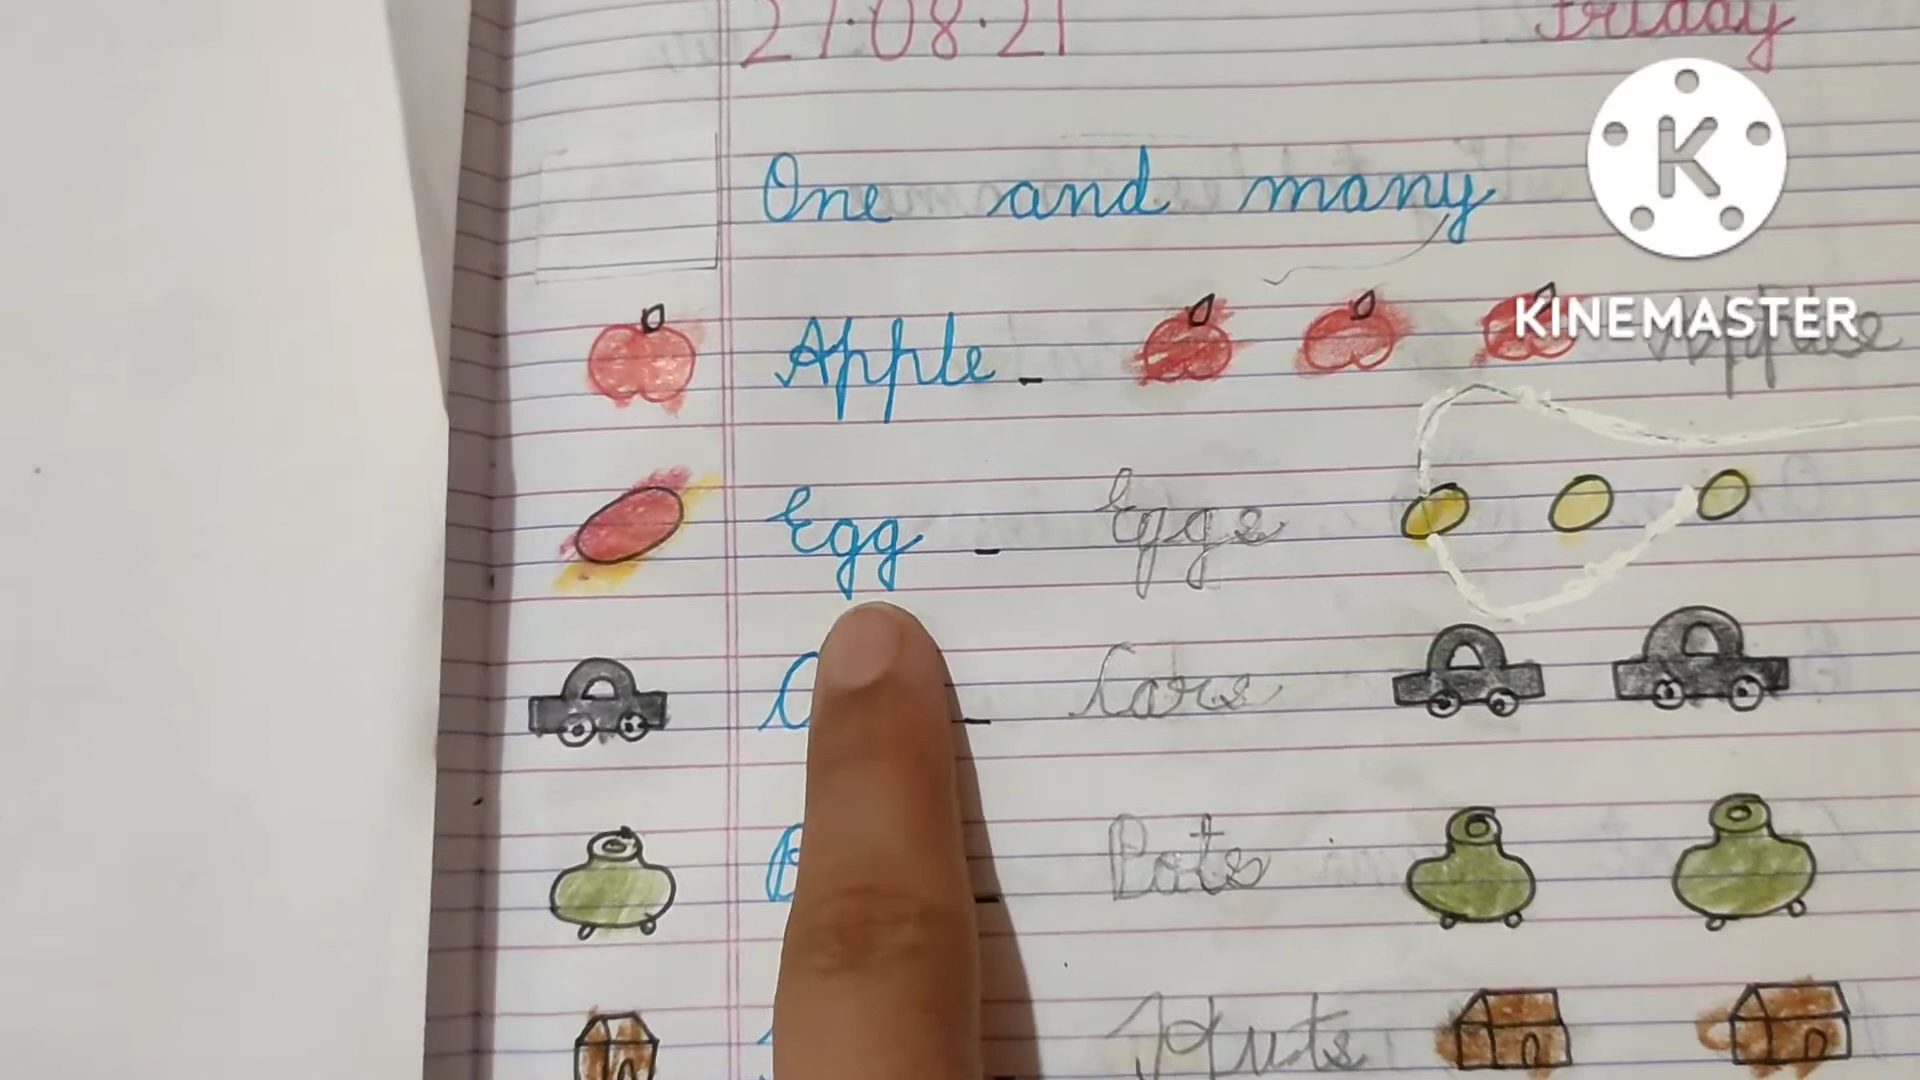 27.08.21 Friday
One and many
K
KINEMASTER
Apple -
Egg - Eggs
Cars
Pots
Huts